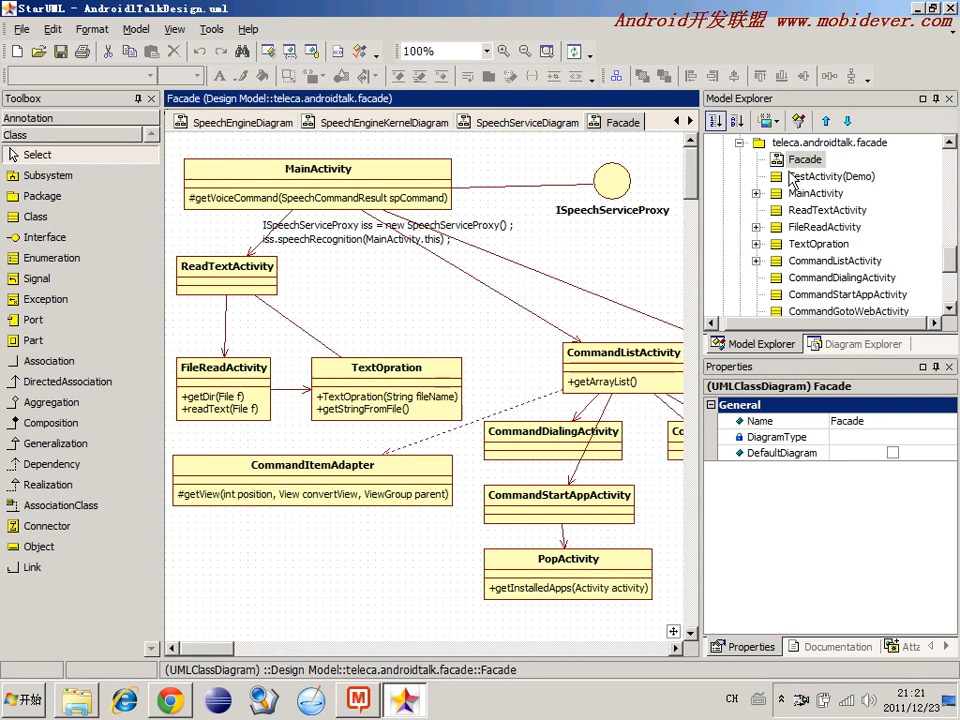 StarUML - AndroidlTalkDesign.uml
Android开发联盟 www.mobidever.com
File Edit Format Model View Tools Help
100%
Toolbox
Facade (Design Model::teleca.androidtalk.facade)
Model Explorer
Annotation
Class
Select
Subsystem
Package
Class
Interface
Enumeration
Signal
Exception
Port
Part
Association
DirectedAssociation
Aggregation
Composition
Generalization
Dependency
Realization
AssociationClass
Connector
Object
Link
SpeechEngineDiagram SpeechEngineKernelDiagram SpeechServiceDiagram Facade
MainActivity
#getVoiceCommand(SpeechCommandResult spCommand)
ISpeechServiceProxy
ISpeechServiceProxy iss = new SpeechServiceProxy() ;
iss.speechRecognition(MainActivity.this) ;
ReadTextActivity
FileReadActivity
+getDir(File f)
+readText(File f)
TextOpration
+TextOpration(String fileName)
+getStringFromFile()
CommandListActivity
+getArrayList()
CommandDialingActivity
CommandItemAdapter
#getView(int position, View convertView, ViewGroup parent)
CommandStartAppActivity
PopActivity
+getInstalledApps(Activity activity)
teleca.androidtalk.facade
Facade
TestActivity(Demo)
MainActivity
ReadTextActivity
FileReadActivity
TextOpration
CommandListActivity
CommandDialingActivity
CommandStartAppActivity
CommandGotoWebActivity
Model Explorer Diagram Explorer
Properties
(UMLClassDiagram) Facade
General
Name Facade
DiagramType
DefaultDiagram
Properties Documentation Atta
(UMLClassDiagram) ::Design Model::teleca.androidtalk.facade::Facade
开始
CH
21:21
2011/12/23